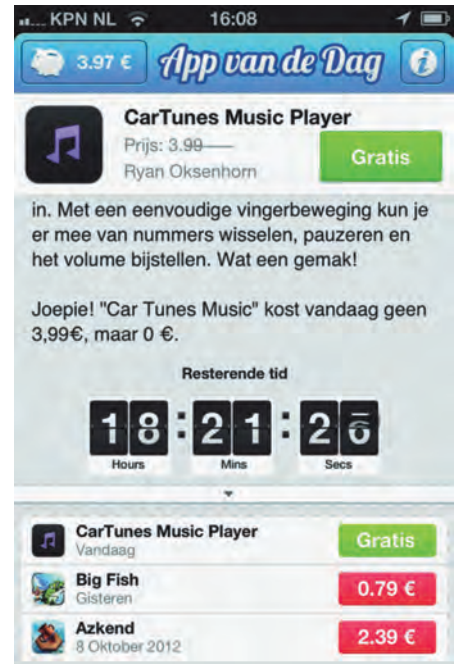 KPN NL 16:08
3.97 € App van de Dag i
CarTunes Music Player
Prijs: 3.99
Ryan Oksenhorn
Gratis
in. Met een eenvoudige vingerbeweging kun je
er mee van nummers wisselen, pauzeren en
het volume bijstellen. Wat een gemak!
Joepie! "Car Tunes Music" kost vandaag geen
3,99€, maar 0 €.
Resterende tid
18 : 21 : 2
Hours Mins Secs
CarTunes Music Player
Vandaag
Gratis
Big Fish
Gisteren
0.79 €
Azkend
8 Oktober 2012
2.39 €